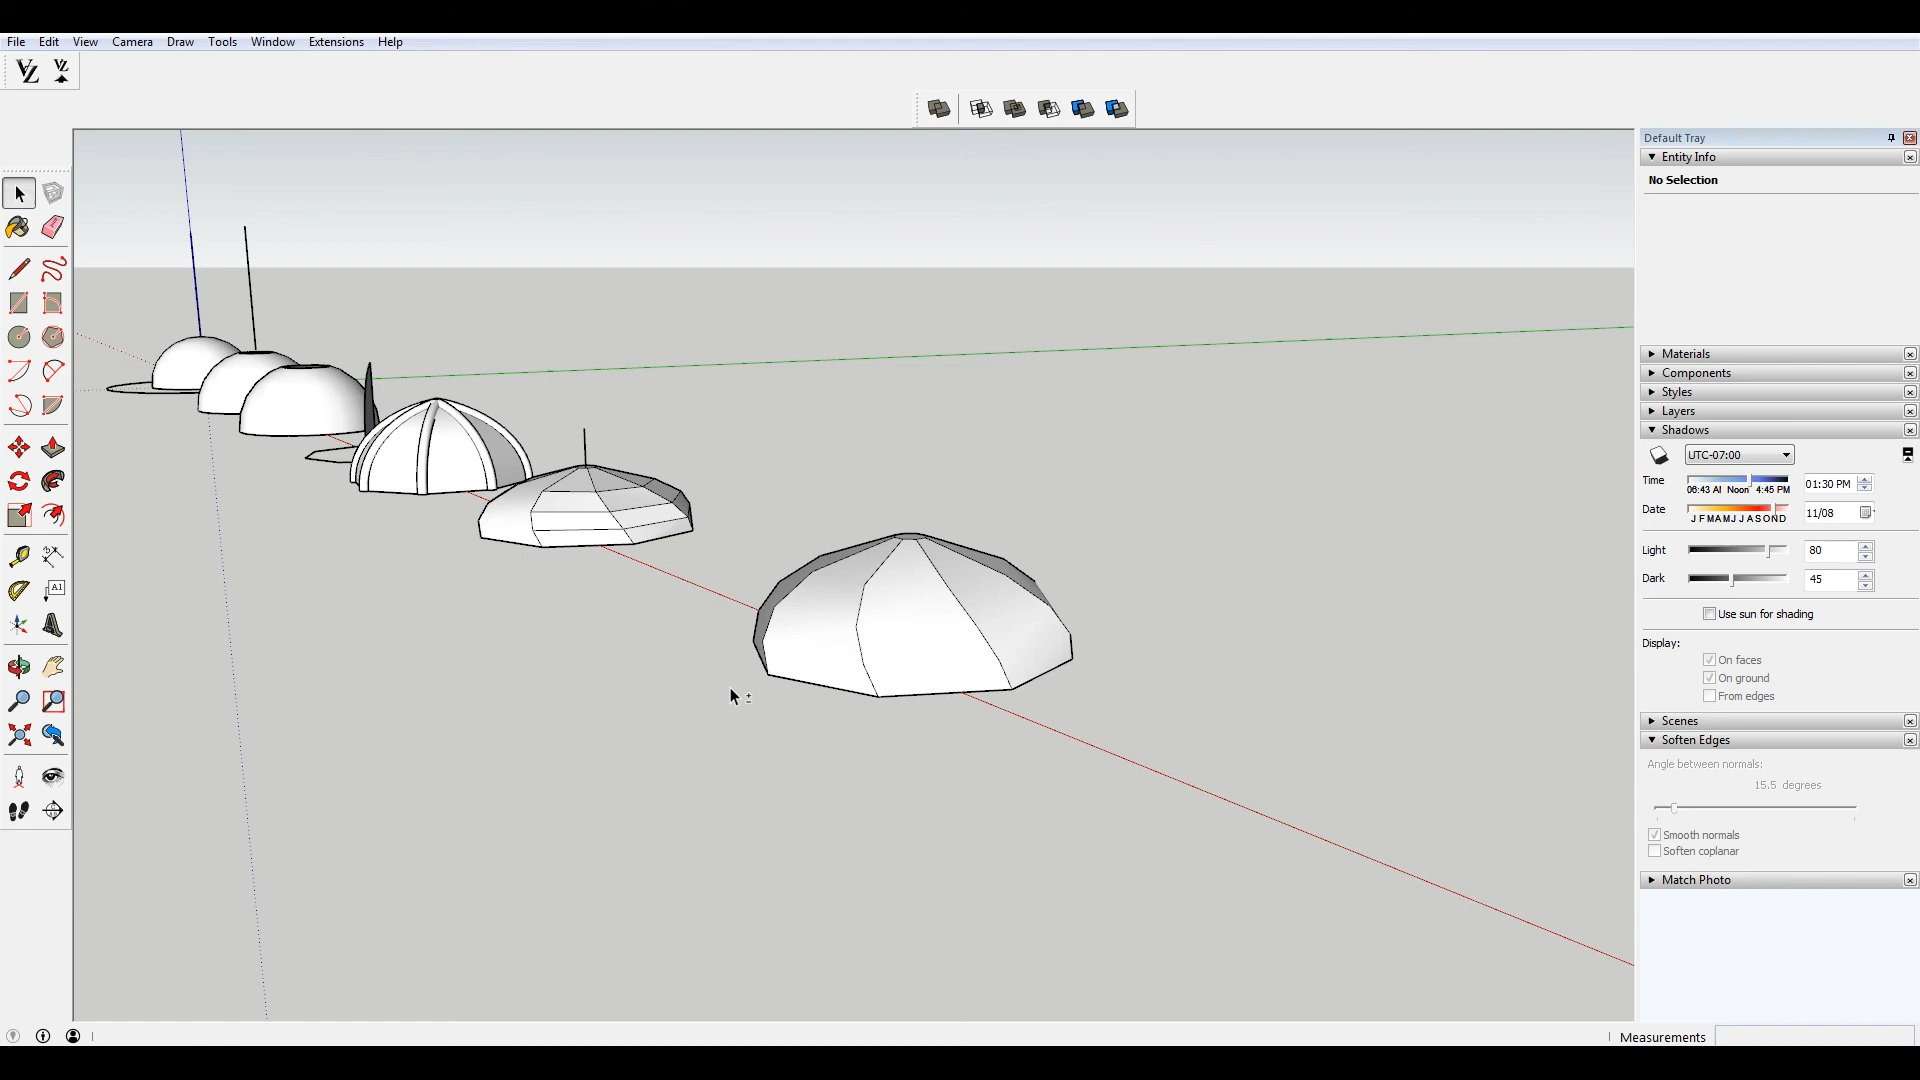 File Edit View Camera Draw Tools Window Extensions Help
Default Tray
Entity Info
No Selection
Materials
Components
Styles
Layers
Shadows
UTC-07:00
Time
06:43 AI Noon 4:45 PM
01:30 PM
Date
J F M A M J J A S O N D
11/08
Light
80
Dark
45
Use sun for shading
Display:
On faces
On ground
From edges
Scenes
Soften Edges
Angle between normals:
15.5 degrees
Smooth normals
Soften coplanar
Match Photo
A1
Measurements